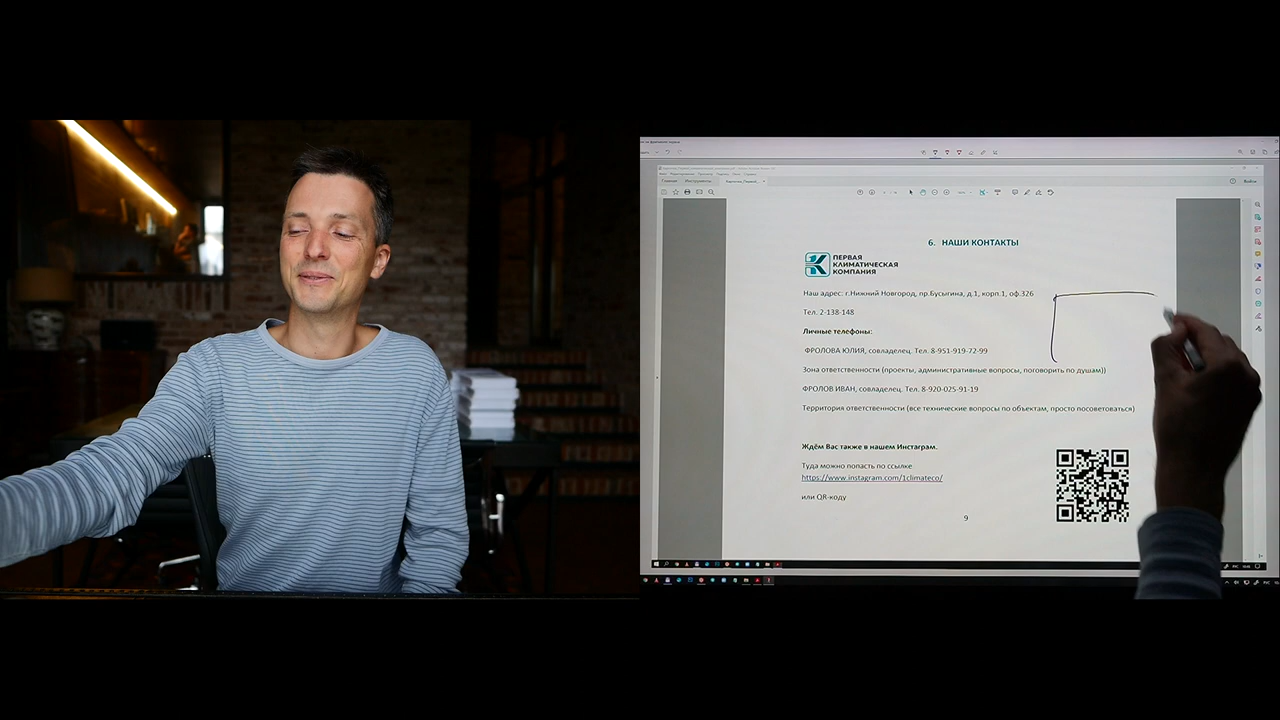 6. НАШИ КОНТАКТЫ
ПЕРВАЯ
КЛИМАТИЧЕСКАЯ
КОМПАНИЯ
Наш адрес: г.Нижний Новгород, пр.Бусыгина, д.1, корп.1, оф.326
Тел. 2-138-148
Личные телефоны:
ФРОЛОВА ЮЛИЯ, совладелец. Тел. 8-951-919-72-99
Зона ответственности (проекты, административные вопросы, поговорить по душам))
ФРОЛОВ ИВАН, совладелец. Тел. 8-920-025-91-19
Территория ответственности (все технические вопросы по объектам, просто посоветоваться)
Ждём Вас также в нашем Инстаграм.
Туда можно попасть по ссылке
https://www.instagram.com/1climateco/
или QR-коду
9